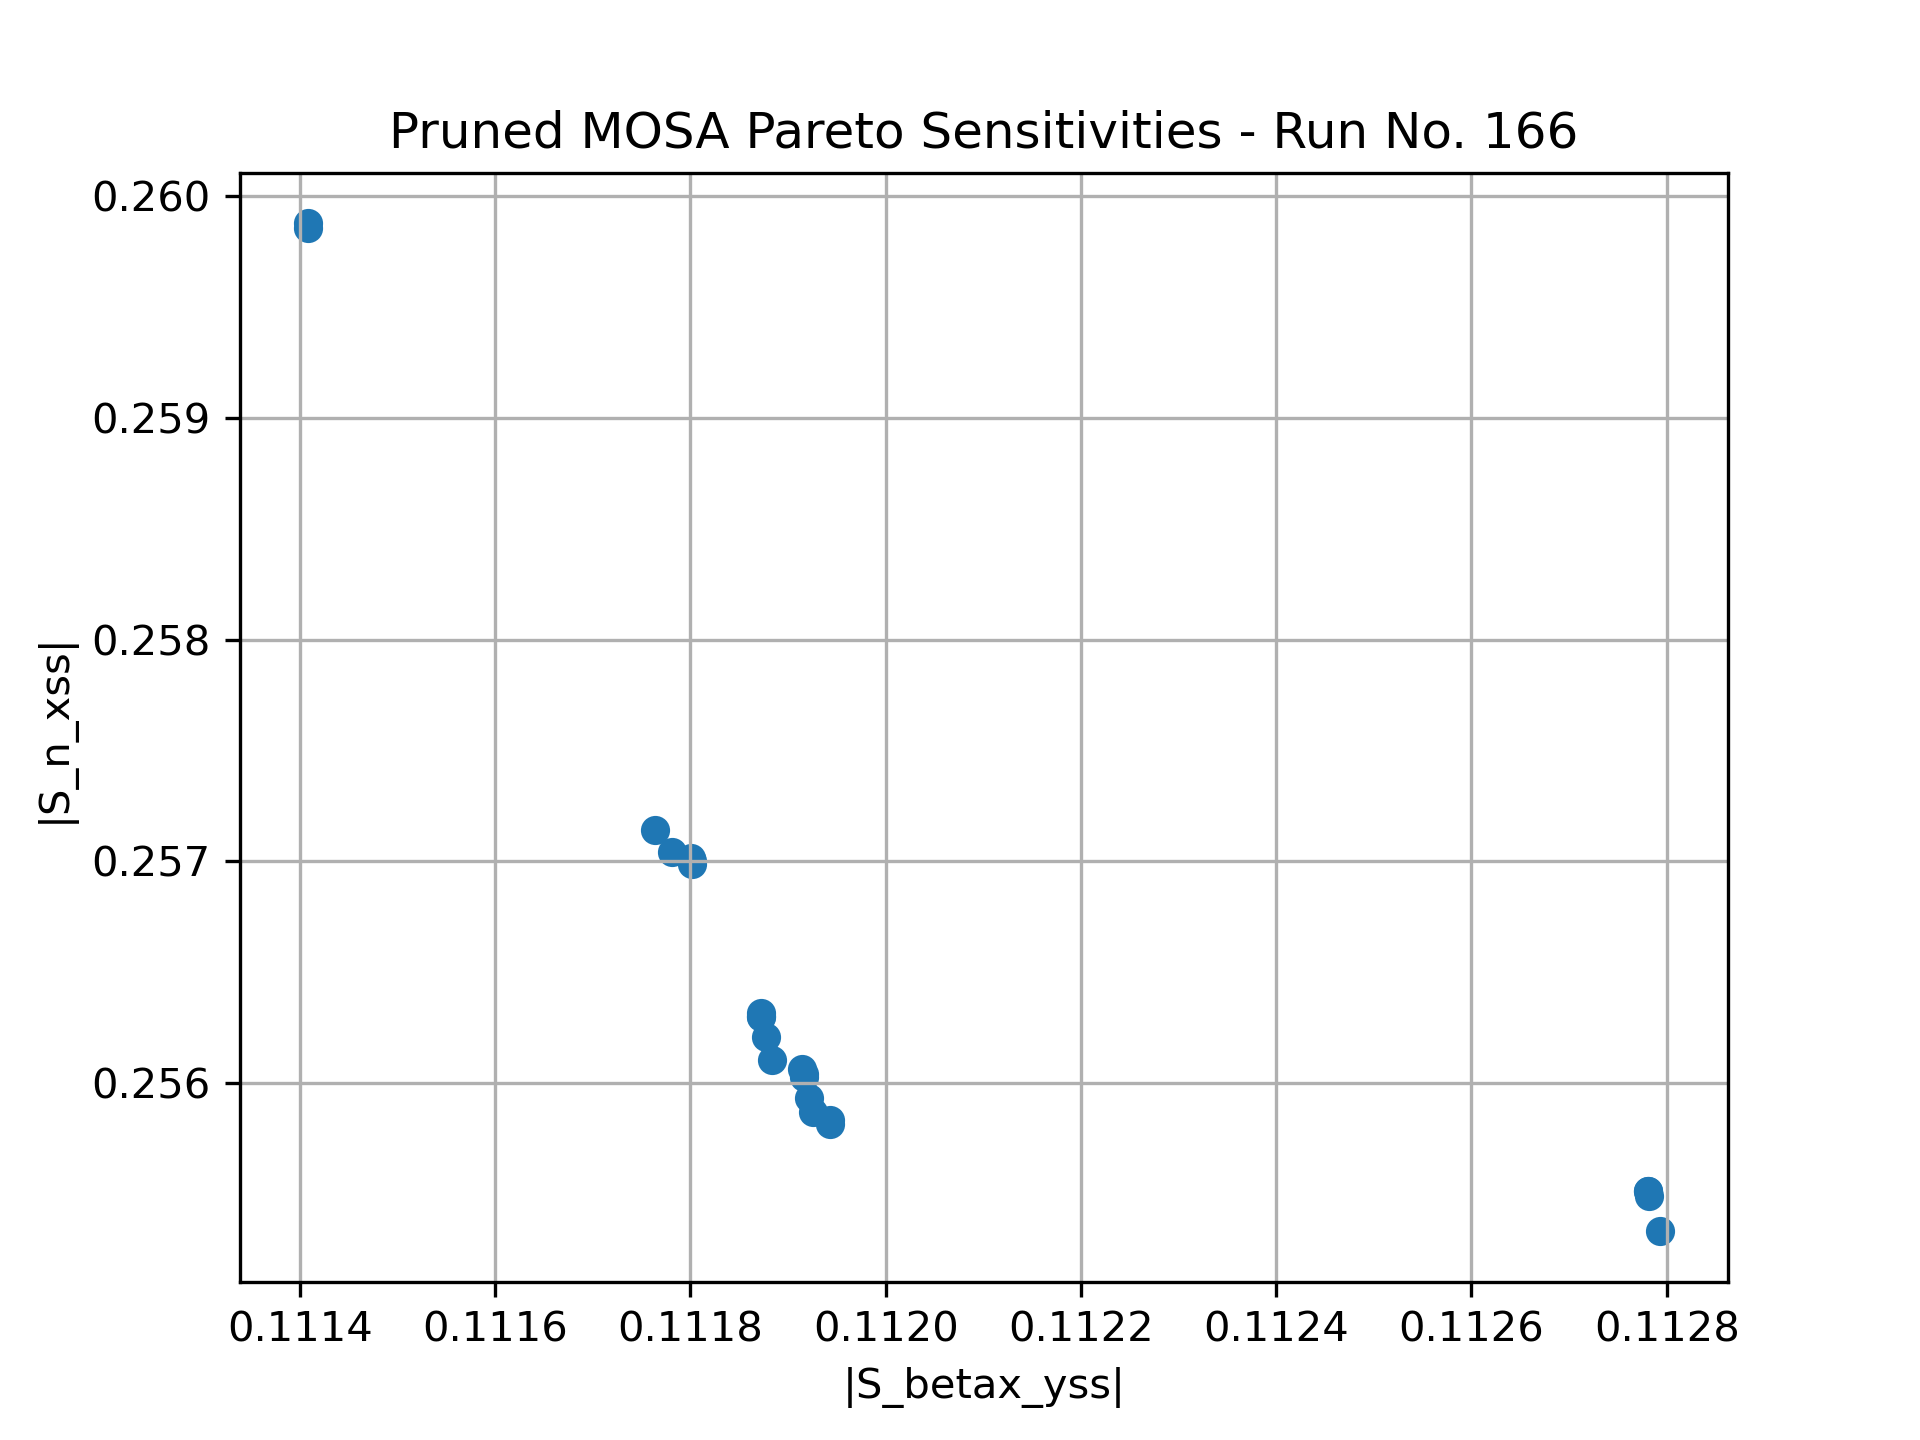 Pruned MOSA Pareto Sensitivities - Run No. 166
0.260
0.259
0.258
0.257
0.256
|S_n_xss|
0.1114 0.1116 0.1118 0.1120 0.1122 0.1124 0.1126 0.1128
|S_betax_yss|